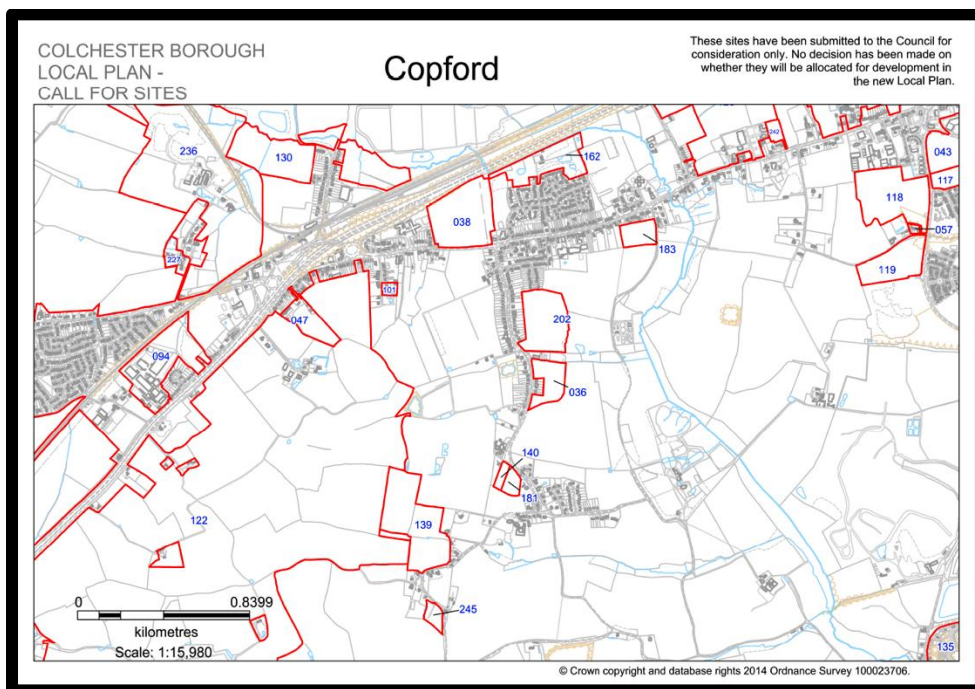 COLCHESTER BOROUGH
LOCAL PLAN -
CALL FOR SITES
Copford
These sites have been submitted to the Council for
consideration only. No decision has been made on
whether they will be allocated for development in
the new Local Plan.
236
130
162
242
043
117
118
038
057
183
227
119
101
047
202
094
036
140
181
139
122
245
135
0 0.8399
kilometres
Scale: 1:15,980
© Crown copyright and database rights 2014 Ordnance Survey 100023706.